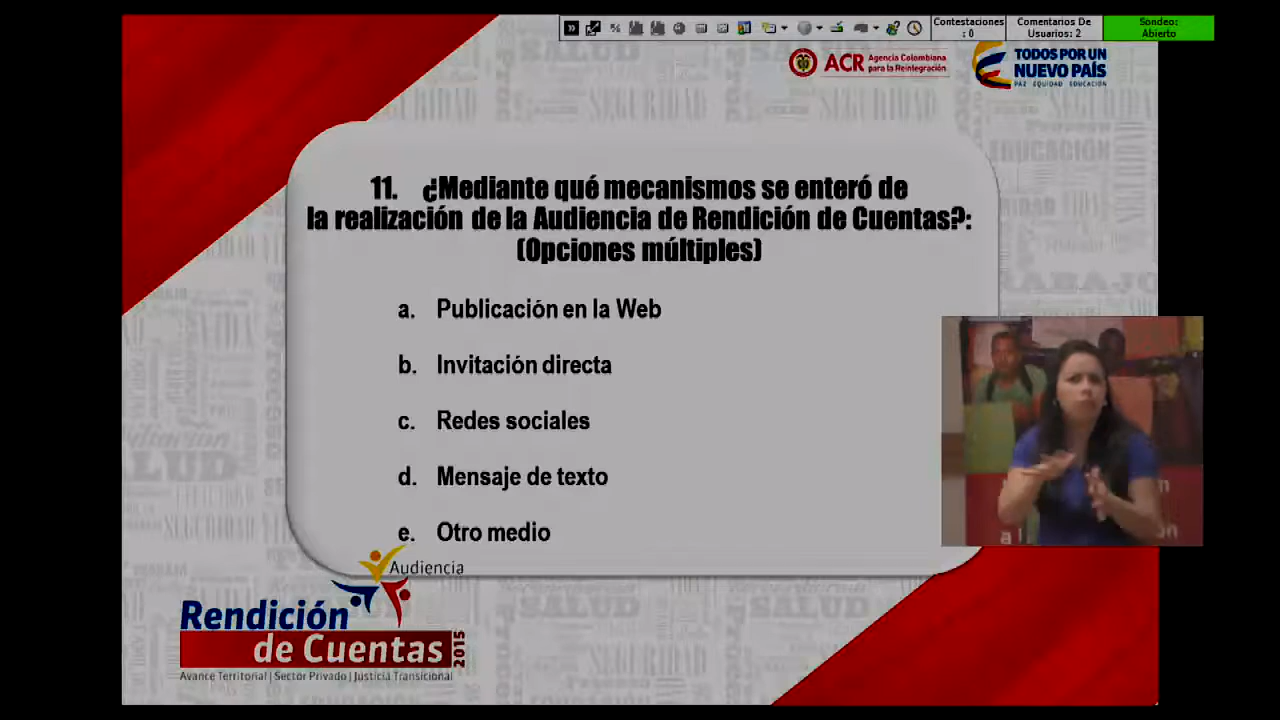 Contestaciones
: 0
Comentarios De
Usuarios: 2
Sondeo:
Abierto
ACR Agencia Colombiana
para la Reintegración
TODOS POR UN
NUEVO PAÍS
PAZ EQUIDAD EDUCACIÓN
11. ¿Mediante qué mecanismos se enteró de
la realización de la Audiencia de Rendición de Cuentas?:
(Opciones múltiples)
a. Publicación en la Web
b. Invitación directa
c. Redes sociales
d. Mensaje de texto
e. Otro medio
Audiencia
Rendición
de Cuentas 2015
Avance Territorial | Sector Privado | Justicia Transicional